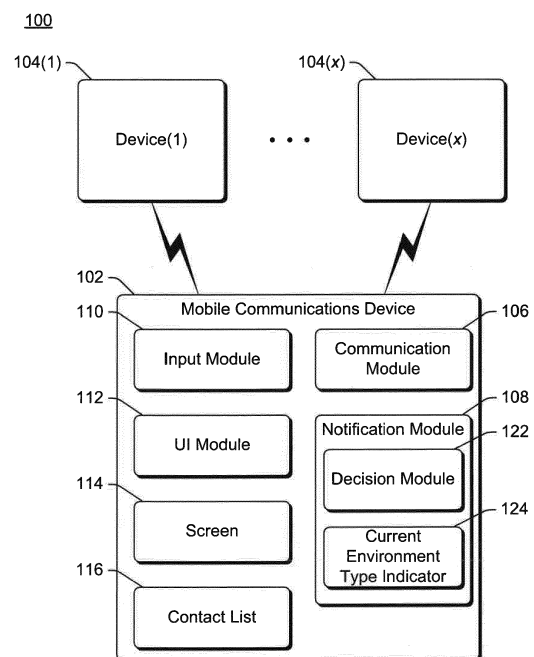 100
104(1)
104(x)
Device(1)
Device(x)
102
Mobile Communications Device
110
106
Input Module
Communication
Module
112
108
UI Module
Notification Module
122
Decision Module
114
124
Screen
Current
Environment
Type Indicator
116
Contact List